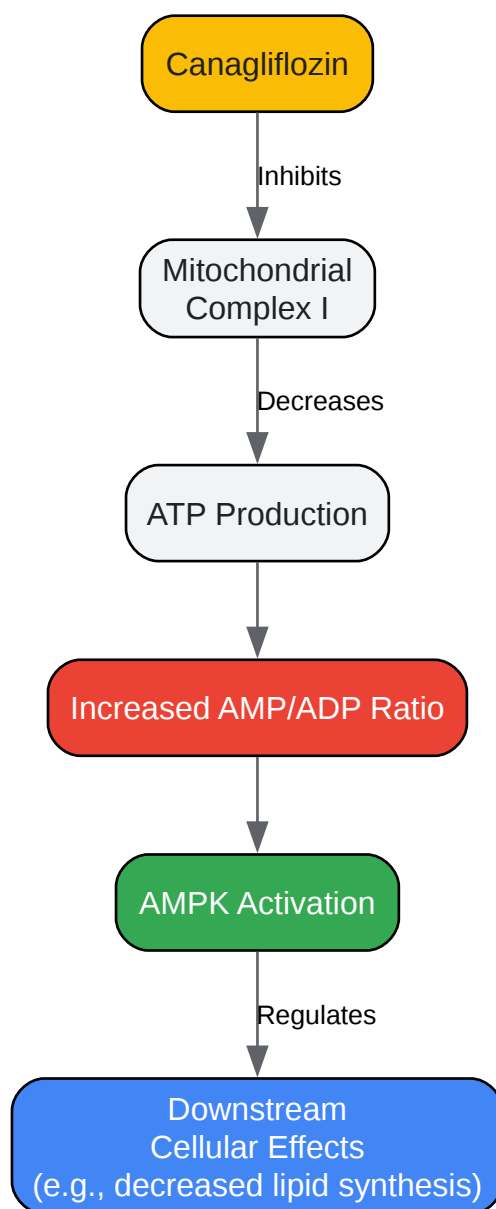 Canagliflozin
Inhibits
Mitochondrial
Complex I
Decreases
ATP Production
Increased AMP/ADP Ratio
AMPK Activation
Regulates
Downstream
Cellular Effects
(e.g., decreased lipid synthesis)